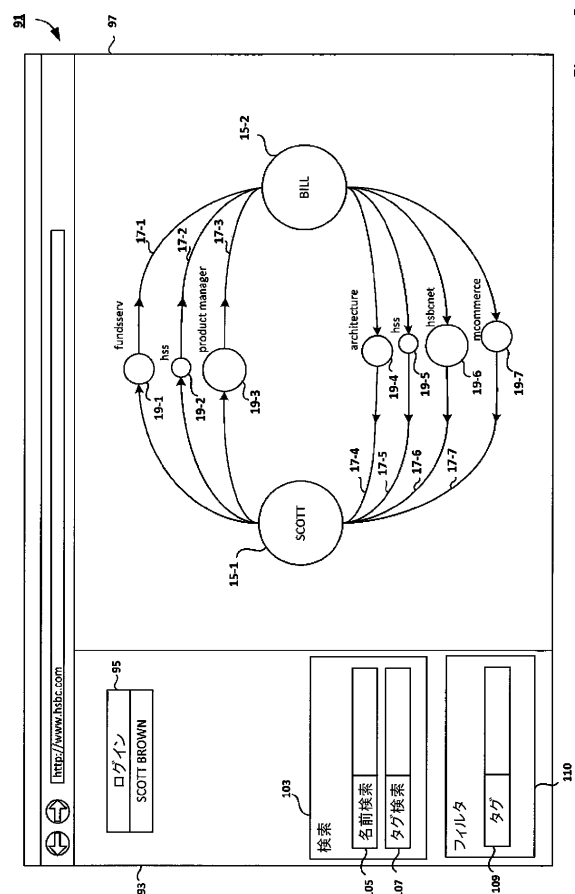 91
97
http://www.hsbc.com
93
ログイン
SCOTT BROWN
95
103
検索
名前検索
タグ検索
105
107
フィルタ
タグ
109
110
SCOTT
15-1
BILL
15-2
fundsserv
19-1
17-1
hss
19-2
17-2
product manager
19-3
17-3
architecture
19-4
17-4
hss
19-5
17-5
hsbcnet
19-6
17-6
mcommerce
19-7
17-7